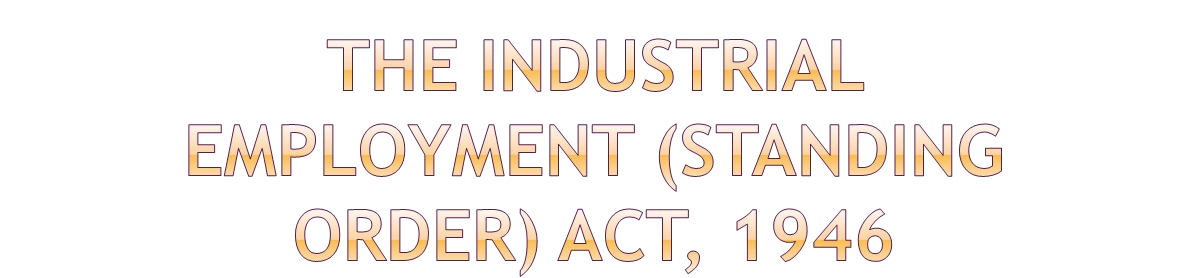 THE INDUSTRIAL
EMPLOYMENT (STANDING
ORDER) ACT, 1946